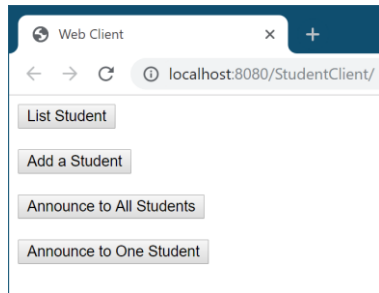 Web Client
localhost:8080/StudentClient/
List Student
Add a Student
Announce to All Students
Announce to One Student